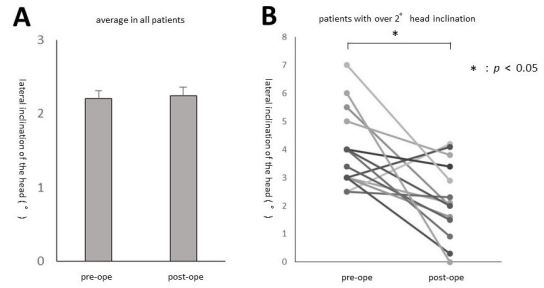 A
average in all patients
lateral inclination of the head ( ° )
3
2
1
0
pre-ope
post-ope
B
patients with over 2° head inclination
*
* : p < 0.05
lateral inclination of the head ( ° )
8
7
6
5
4
3
2
1
0
pre-ope
post-ope